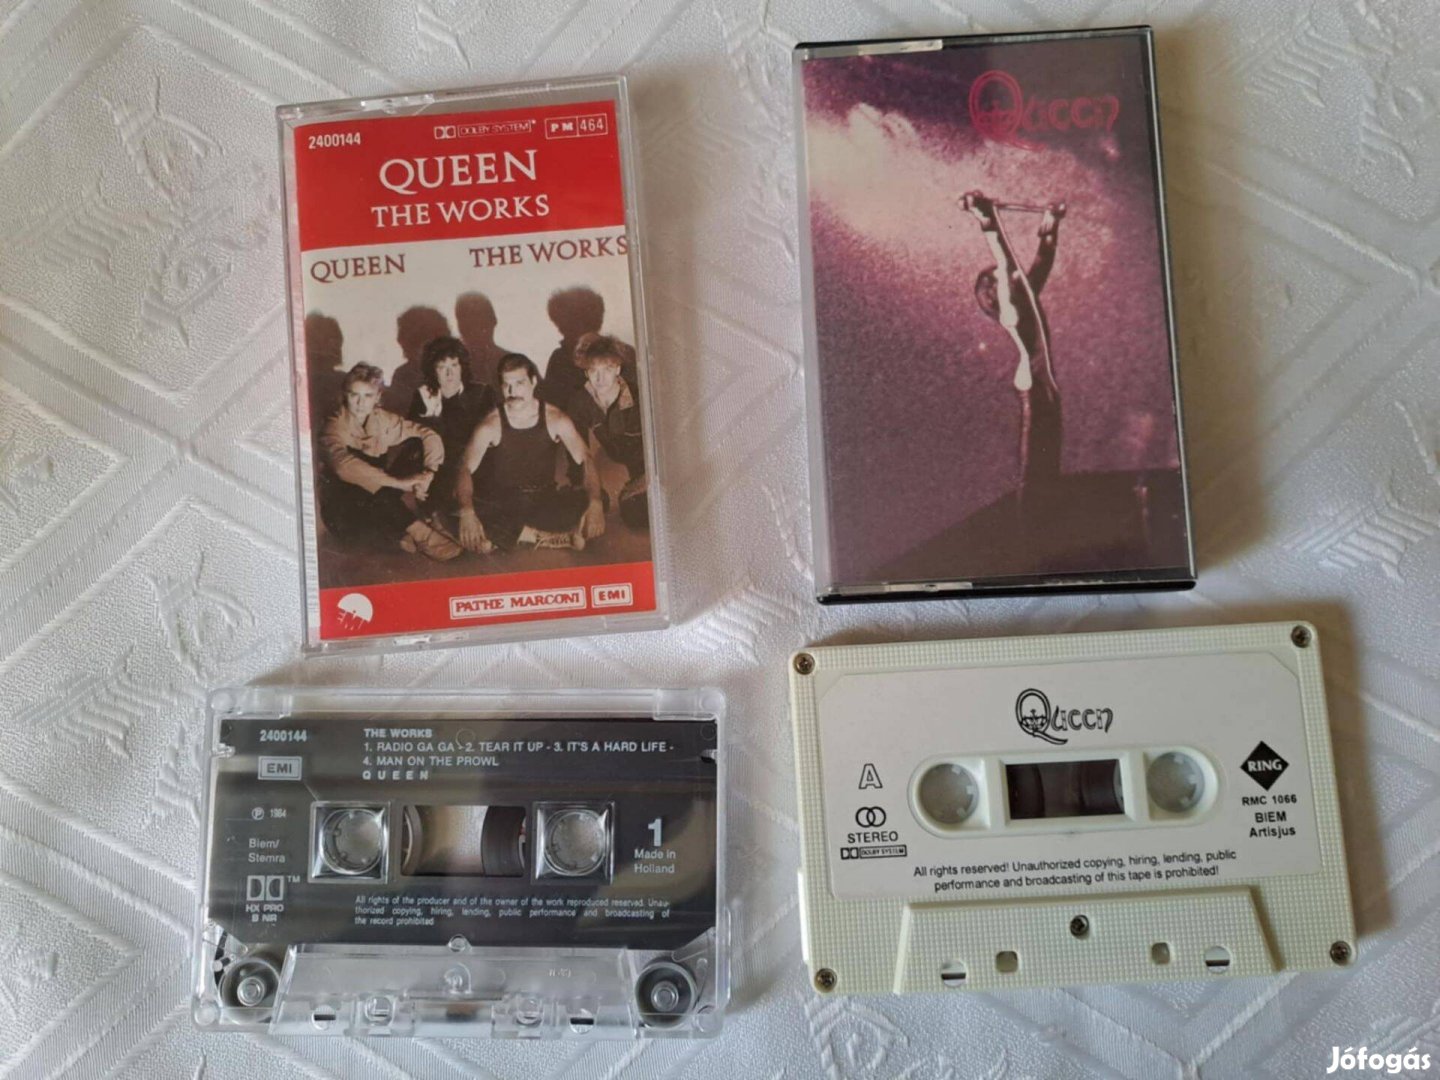 2400144
DOLBY SYSTEM
PM 464
QUEEN
THE WORKS
QUEEN THE WORKS
PATHE MARCONI EMI
Queen
2400144
EMI
THE WORKS
1. RADIO GA GA - 2. TEAR IT UP - 3. IT'S A HARD LIFE -
4. MAN ON THE PROWL
QUEEN
℗ 1984
Biem/
Stemra
™
HX PRO
B NR
1
Made in
Holland
All rights of the producer and of the owner of the work reproduced reserved. Unau-
thorized copying, hiring, lending, public performance and broadcasting of
the record prohibited
Queen
A
STEREO
DOLBY SYSTEM
RING
RMC 1066
BIEM
Artisjus
All rights reserved! Unauthorized copying, hiring, lending, public
performance and broadcasting of this tape is prohibited!
Jófogás